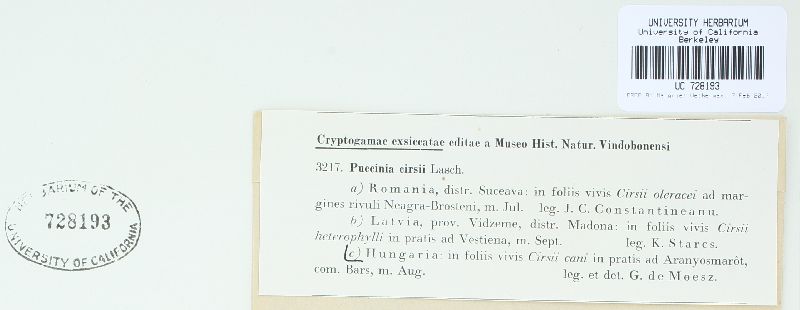 UNIVERSITY HERBARIUM
University of California
Berkeley
UC 728193
Cryptogamae exsiccatae editae a Museo Hist. Natur. Vindobonensi
3217. Puccinia cirsii Lasch.
a) Romania, distr. Suceava: in foliis vivis Cirsii oleracei ad mar-
gines rivuli Neagra-Brosteni, m. Jul. leg. J. C. Constantineanu.
b) Latvia, prov. Vidzeme, distr. Madona: in foliis vivis Cirsii
heterophylli in pratis ad Vestiena, m. Sept. leg. K. Starcs.
c) Hungaria: in foliis vivis Cirsii cani in pratis ad Aranyosmarót,
com. Bars, m. Aug. leg. et det. G. de Moesz.
HERBARIUM OF THE
728193
UNIVERSITY OF CALIFORNIA